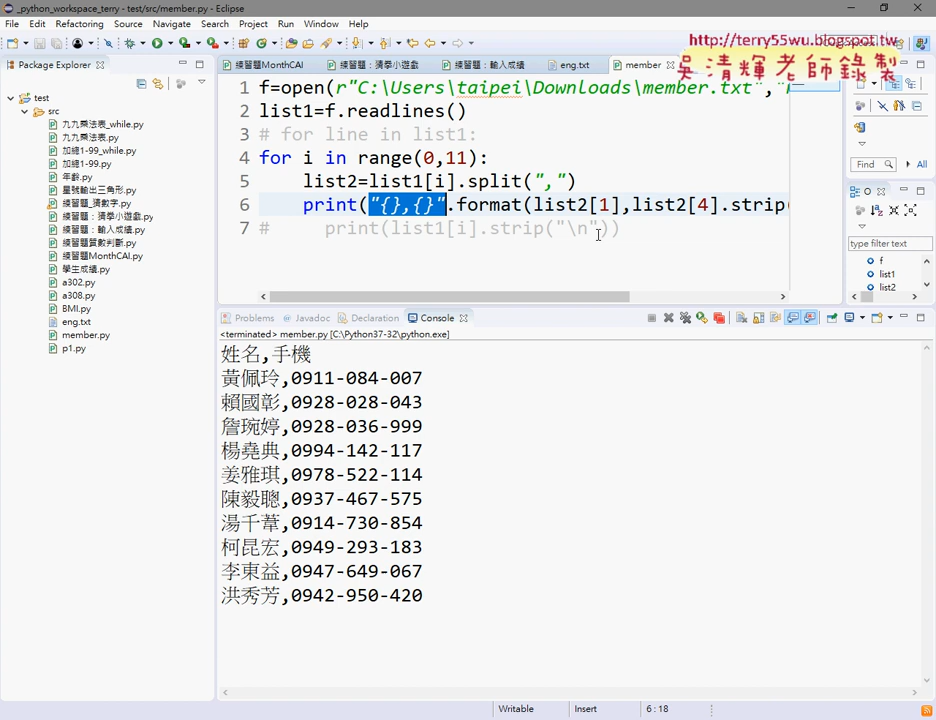 _python_workspace_terry - test/src/member.py - Eclipse
File Edit Refactoring Source Navigate Search Project Run Window Help
http://terry55wu.blogspot.tw
吳清輝老師錄製
Package Explorer
練習題MonthCAI
練習題：猜學小遊戲
練習題：輸入成績
eng.txt
member
test
src
九九乘法表_while.py
九九乘法表.py
加總1-99_while.py
加總1-99.py
年齡.py
星號輸出三角形.py
練習題_猜數字.py
練習題：猜學小遊戲.py
練習題：輸入成績.py
練習題MonthCAI.py
練習題質數判斷.py
學生成績.py
a302.py
a308.py
BMI.py
eng.txt
member.py
p1.py
1 f=open(r"C:\Users\taipei\Downloads\member.txt","
2 list1=f.readlines()
3 # for line in list1:
4 for i in range(0,11):
5 list2=list1[i].split(",")
6 print("{},{}".format(list2[1],list2[4].strip(
7 # print(list1[i].strip("\n"))
Find
All
type filter text
f
list1
list2
Problems Javadoc Declaration Console
<terminated> member.py [C:\Python37-32\python.exe]
姓名,手機
黃佩玲,0911-084-007
賴國彰,0928-028-043
詹琬婷,0928-036-999
楊堯典,0994-142-117
姜雅琪,0978-522-114
陳毅聰,0937-467-575
湯千葦,0914-730-854
柯昆宏,0949-293-183
李東益,0947-649-067
洪秀芳,0942-950-420
Writable Insert 6 : 18